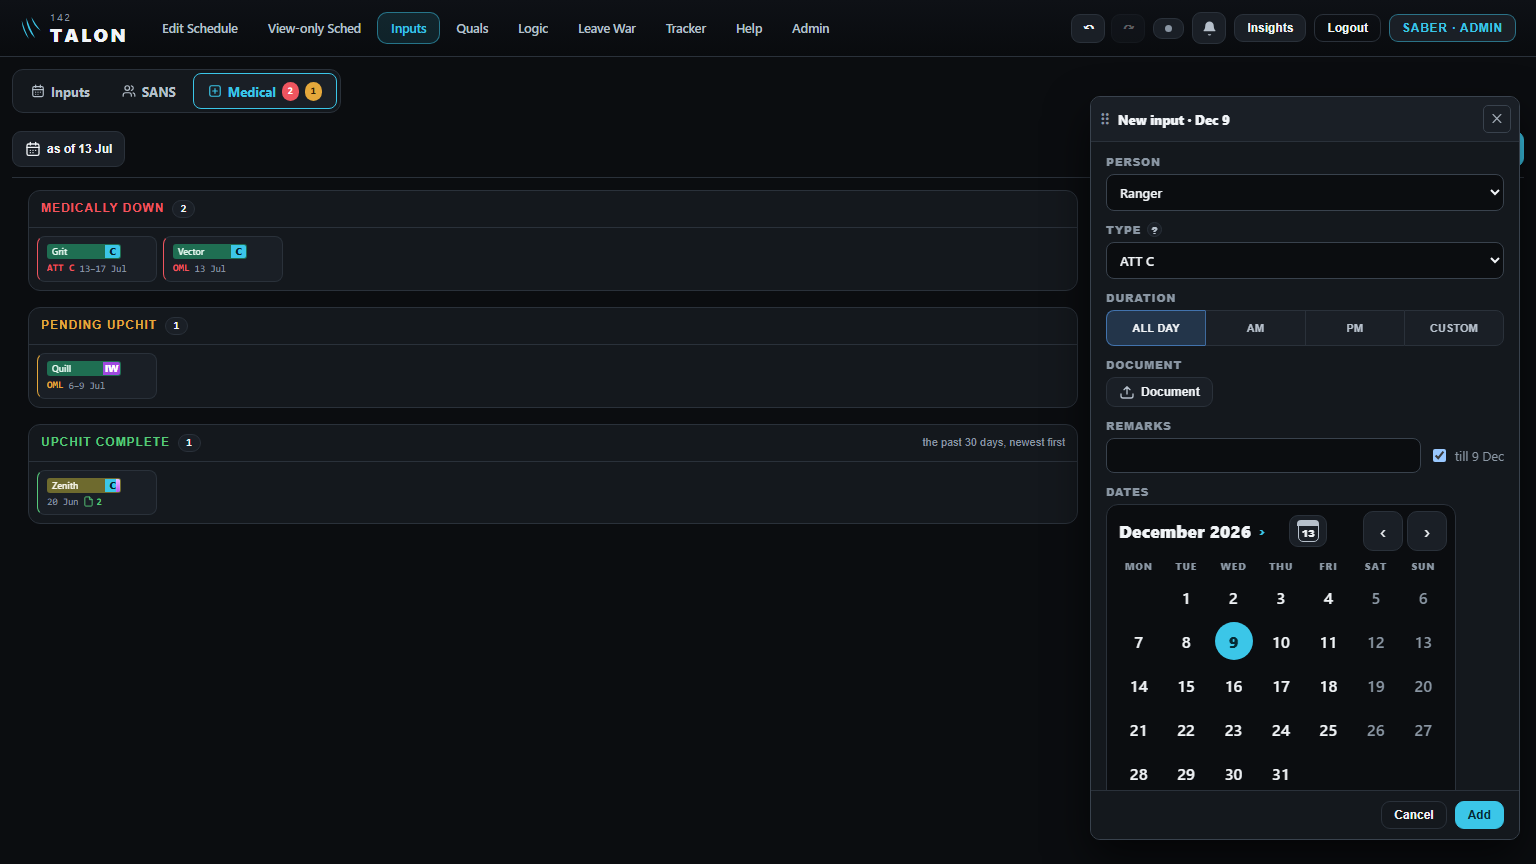 142
TALON
Edit Schedule
View-only Sched
Inputs
Quals
Logic
Leave War
Tracker
Help
Admin
Insights
Logout
SABER · ADMIN
Inputs
SANS
Medical 2 1
as of 13 Jul
MEDICALLY DOWN 2
Grit C
ATT C 13–17 Jul
Vector C
OML 13 Jul
PENDING UPCHIT 1
Quill IW
OML 6–9 Jul
UPCHIT COMPLETE 1
the past 30 days, newest first
Zenith C
20 Jun 2
New input · Dec 9
PERSON
Ranger
TYPE ?
ATT C
DURATION
ALL DAY AM PM CUSTOM
DOCUMENT
Document
REMARKS
till 9 Dec
DATES
December 2026 › 13 ‹ ›
MON TUE WED THU FRI SAT SUN
1 2 3 4 5 6
7 8 9 10 11 12 13
14 15 16 17 18 19 20
21 22 23 24 25 26 27
28 29 30 31
Cancel Add